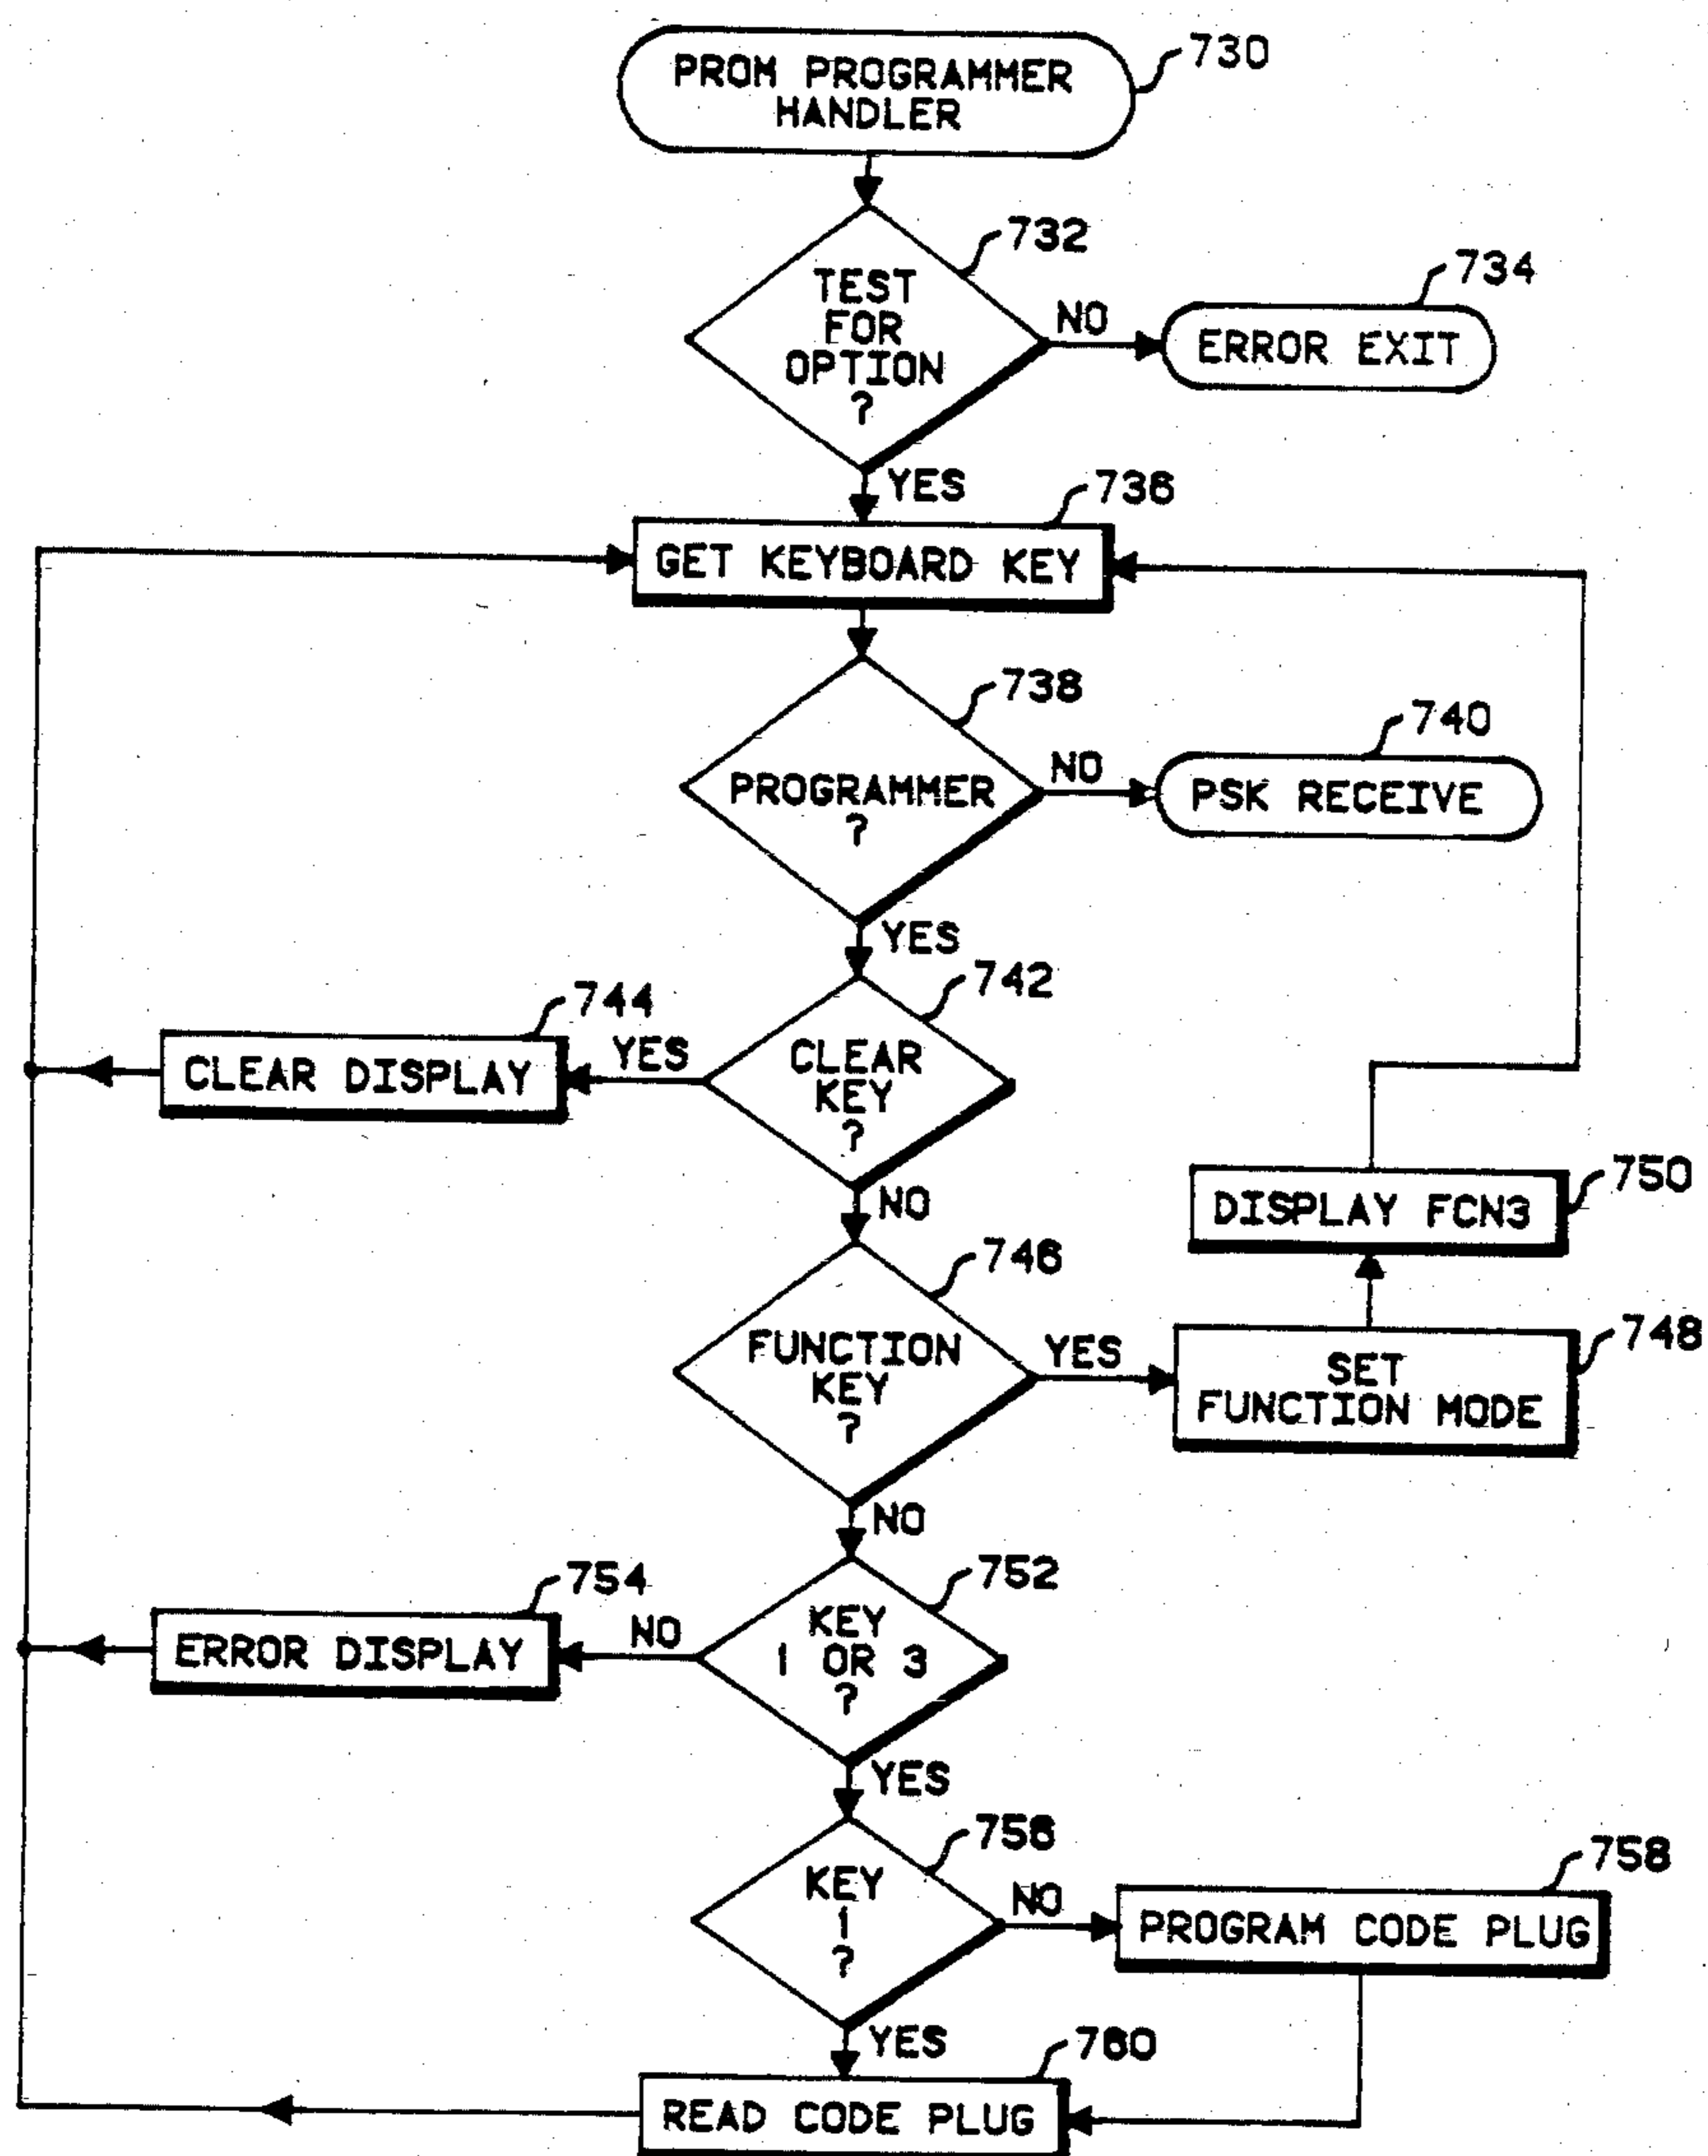 PROM PROGRAMMER
HANDLER
730
TEST
FOR
OPTION
?
732
NO
ERROR EXIT
734
YES
GET KEYBOARD KEY
736
PROGRAMMER
?
738
NO
PSK RECEIVE
740
YES
CLEAR
KEY
?
742
YES
CLEAR DISPLAY
744
NO
FUNCTION
KEY
?
746
YES
SET
FUNCTION MODE
748
DISPLAY FCN3
750
NO
KEY
1 OR 3
?
752
NO
ERROR DISPLAY
754
YES
KEY
1
?
756
NO
PROGRAM CODE PLUG
758
YES
READ CODE PLUG
760